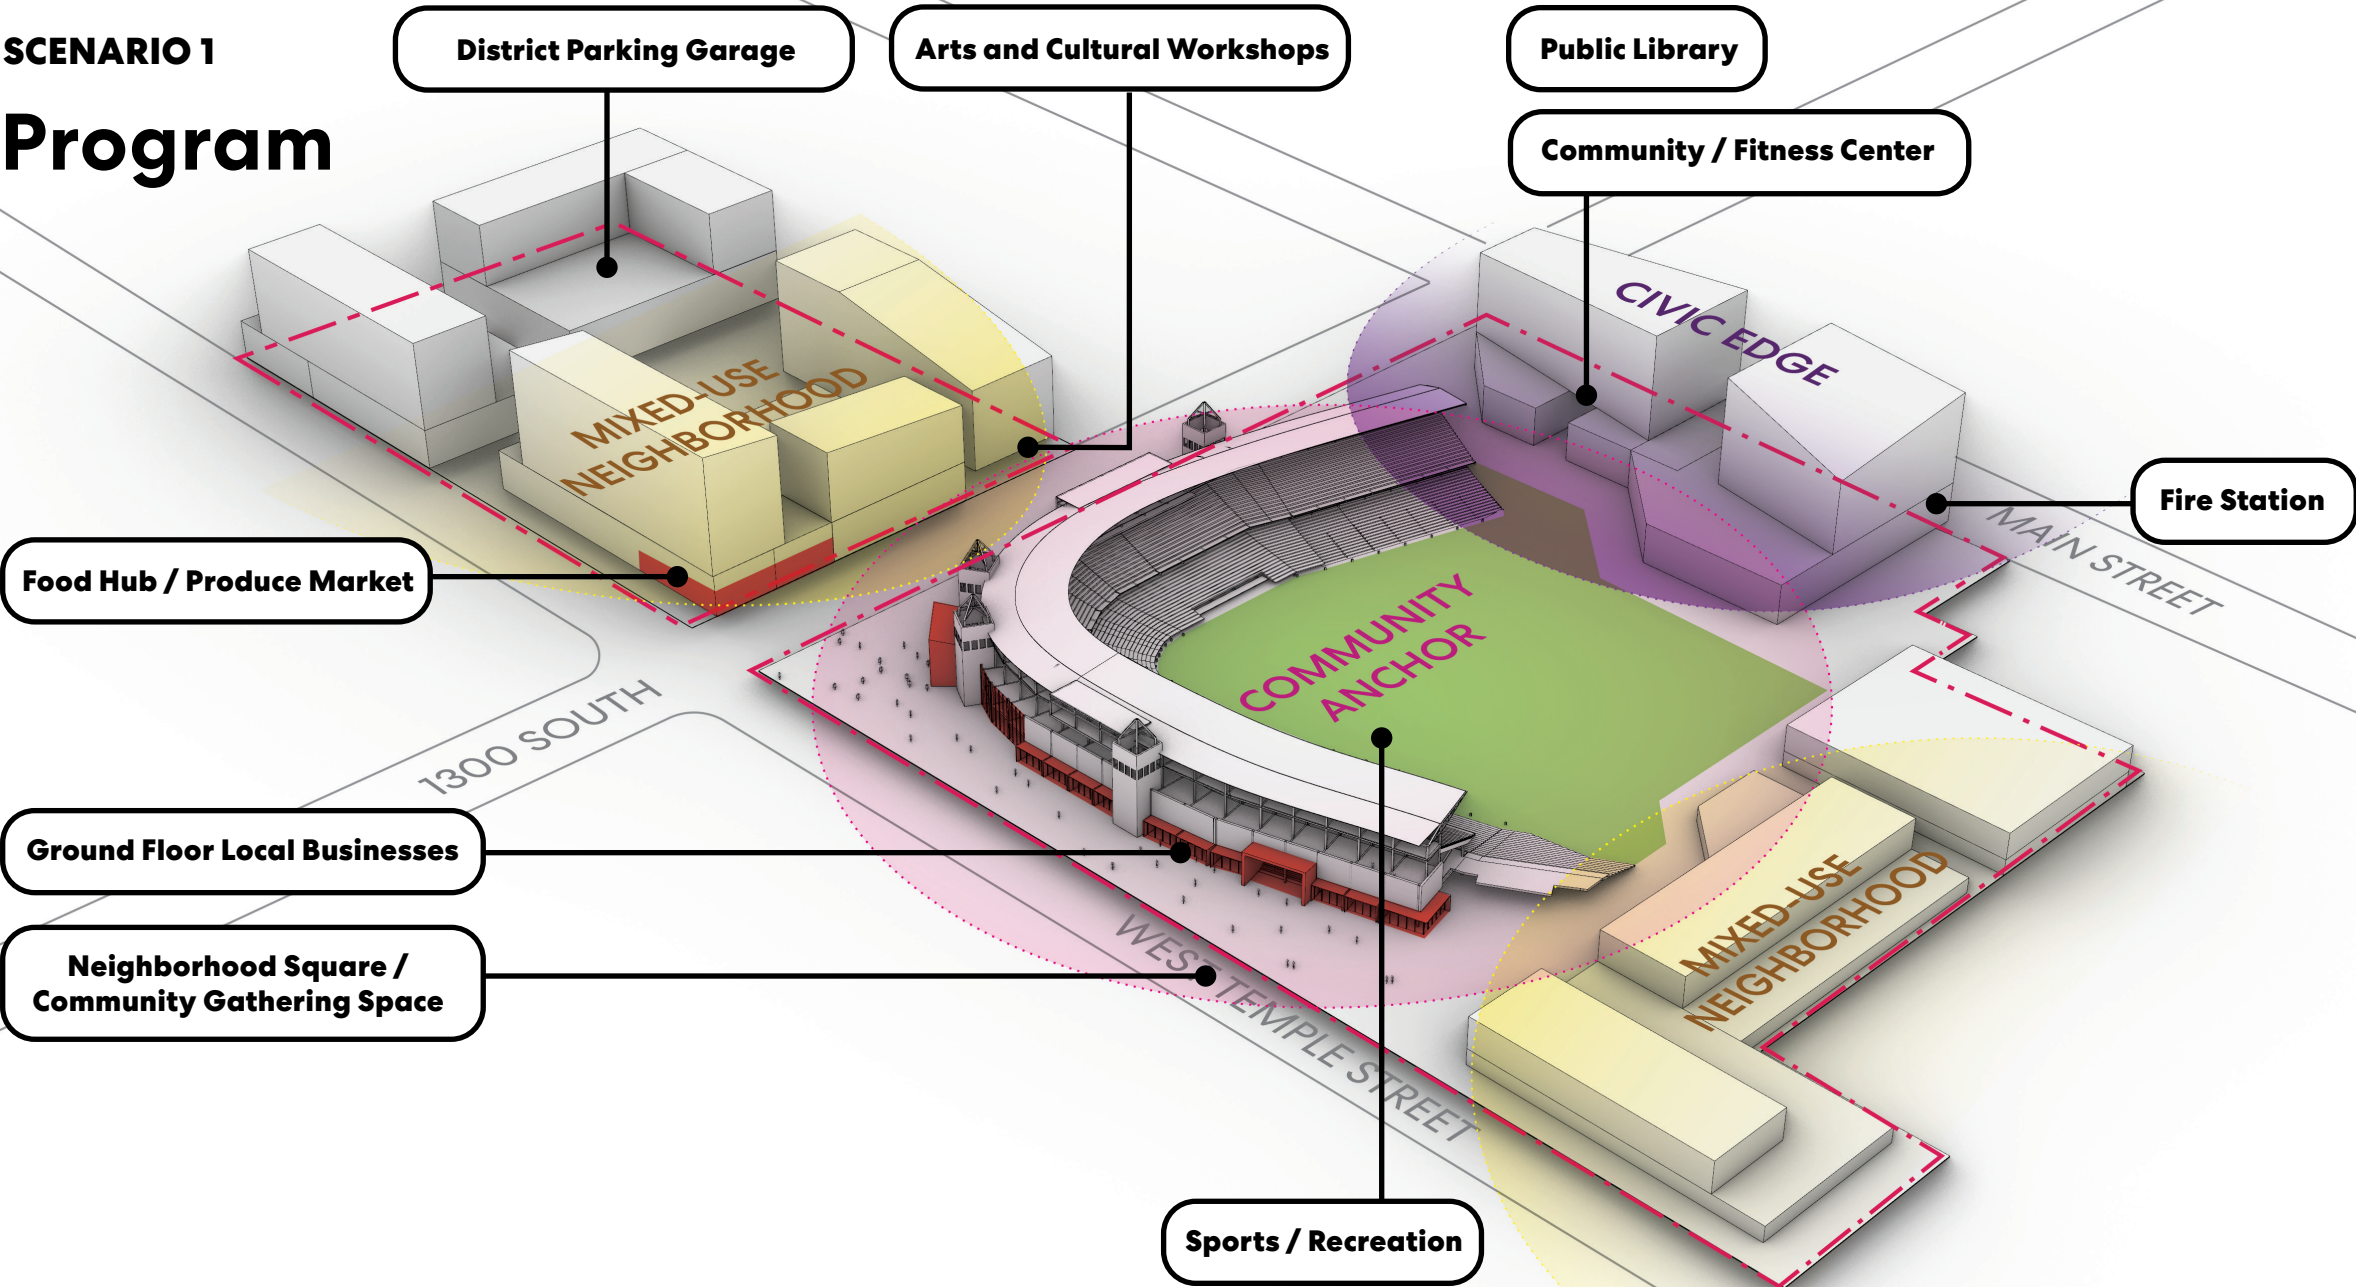 SCENARIO 1
Program
District Parking Garage
Arts and Cultural Workshops
Public Library
Community / Fitness Center
CIVIC EDGE
MIXED-USE
NEIGHBORHOOD
Fire Station
MAIN STREET
Food Hub / Produce Market
COMMUNITY
ANCHOR
1300 SOUTH
Ground Floor Local Businesses
MIXED-USE
NEIGHBORHOOD
Neighborhood Square /
Community Gathering Space
WEST TEMPLE STREET
Sports / Recreation